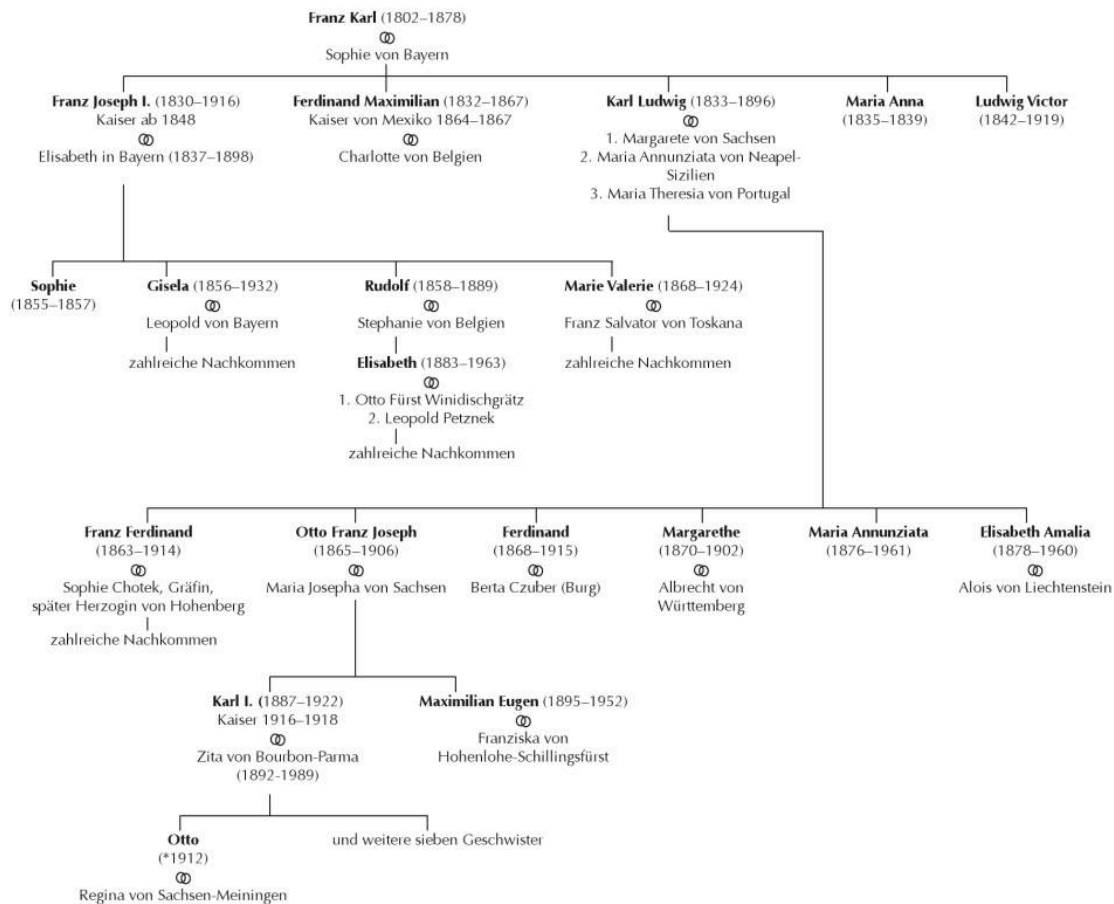 Franz Karl (1802–1878)
Sophie von Bayern
Franz Joseph I. (1830–1916)
Kaiser ab 1848
Elisabeth in Bayern (1837–1898)
Ferdinand Maximilian (1832–1867)
Kaiser von Mexiko 1864–1867
Charlotte von Belgien
Karl Ludwig (1833–1896)
1. Margarete von Sachsen
2. Maria Annunziata von Neapel-
Sizilien
3. Maria Theresia von Portugal
Maria Anna
(1835–1839)
Ludwig Victor
(1842–1919)
Sophie
(1855–1857)
Gisela (1856–1932)
Leopold von Bayern
zahlreiche Nachkommen
Rudolf (1858–1889)
Stephanie von Belgien
Elisabeth (1883–1963)
1. Otto Fürst Winidischgrätz
2. Leopold Petznek
zahlreiche Nachkommen
Marie Valerie (1868–1924)
Franz Salvator von Toskana
zahlreiche Nachkommen
Franz Ferdinand
(1863–1914)
Sophie Chotek, Gräfin,
später Herzogin von Hohenberg
zahlreiche Nachkommen
Otto Franz Joseph
(1865–1906)
Maria Josepha von Sachsen
Ferdinand
(1868–1915)
Berta Czuber (Burg)
Margarethe
(1870–1902)
Albrecht von
Württemberg
Maria Annunziata
(1876–1961)
Elisabeth Amalia
(1878–1960)
Alois von Liechtenstein
Karl I. (1887–1922)
Kaiser 1916–1918
Zita von Bourbon-Parma
(1892-1989)
Maximilian Eugen (1895–1952)
Franziska von
Hohenlohe-Schillingsfürst
Otto
(*1912)
Regina von Sachsen-Meiningen
und weitere sieben Geschwister